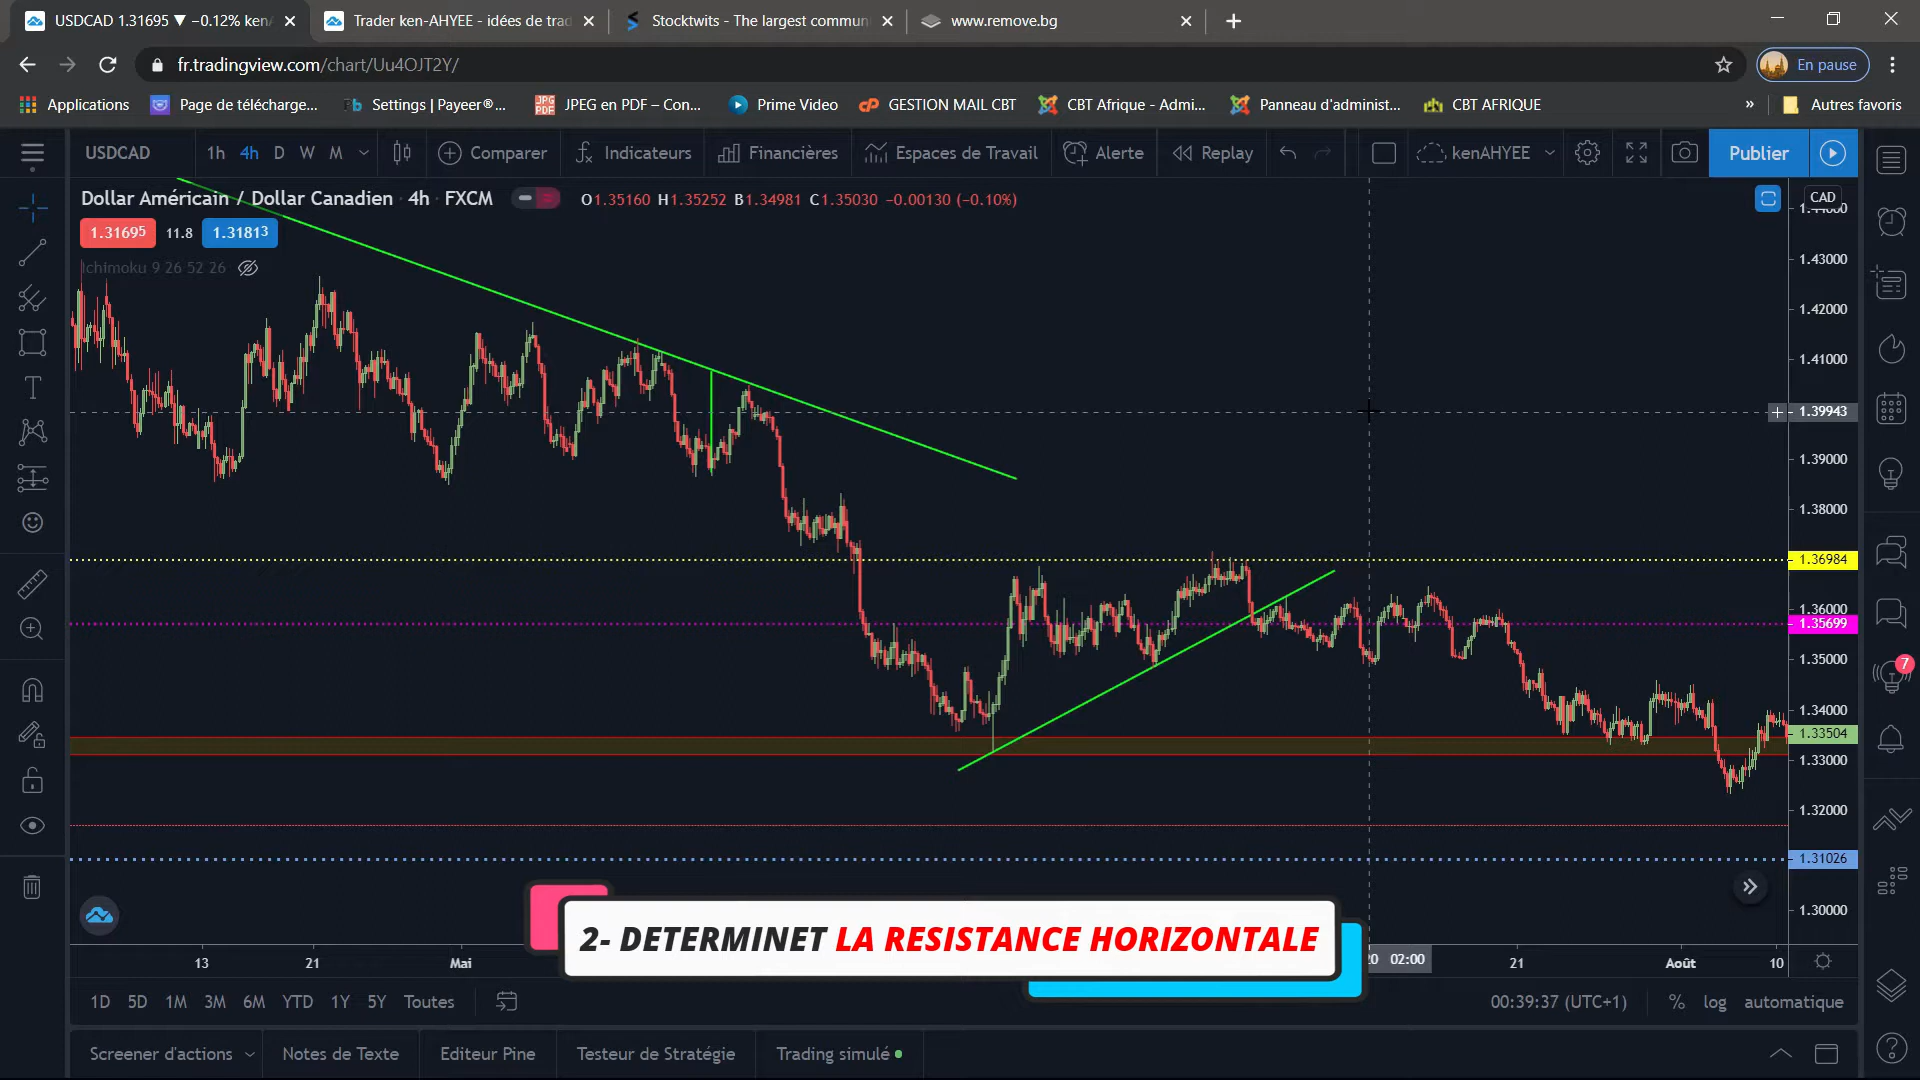 USDCAD 1.31695 ▼ −0.12% ken
Trader ken-AHYEE - idées de trad
Stocktwits - The largest commun
www.remove.bg
fr.tradingview.com/chart/Uu4OJT2Y/
En pause
Applications
Page de télécharge...
Settings | Payeer®...
JPEG en PDF – Con...
Prime Video
GESTION MAIL CBT
CBT Afrique - Admi...
Panneau d'administ...
CBT AFRIQUE
»
Autres favoris
USDCAD
1h 4h D W M
Comparer
Indicateurs
Financières
Espaces de Travail
Alerte
Replay
kenAHYEE
Publier
Dollar Américain / Dollar Canadien · 4h · FXCM
O1.35160 H1.35252 B1.34981 C1.35030 −0.00130 (−0.10%)
CAD
1.31695 11.8 1.31813
Ichimoku 9 26 52 26
1.44000
1.43000
1.42000
1.41000
1.39943
1.39000
1.38000
1.36984
1.36000
1.35699
1.35000
7
1.34000
1.33504
1.33000
1.32000
1.31026
1.30000
2- DETERMINET LA RESISTANCE HORIZONTALE
13 21 Mai 20 02:00 21 Août 10
1D 5D 1M 3M 6M YTD 1Y 5Y Toutes
00:39:37 (UTC+1) % log automatique
Screener d'actions
Notes de Texte
Editeur Pine
Testeur de Stratégie
Trading simulé